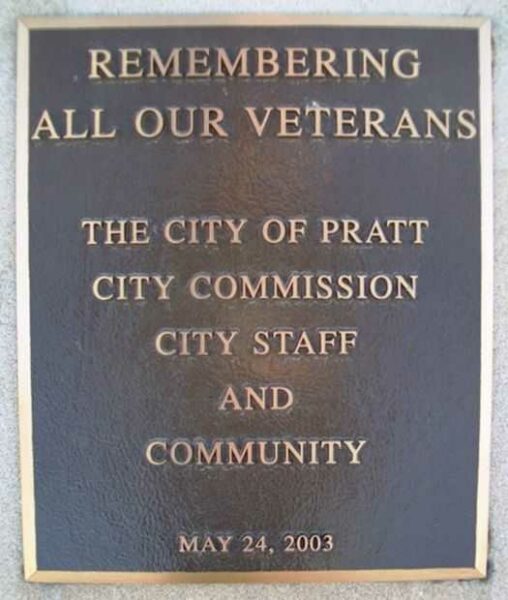 REMEMBERING
ALL OUR VETERANS
THE CITY OF PRATT
CITY COMMISSION
CITY STAFF
AND
COMMUNITY
MAY 24, 2003